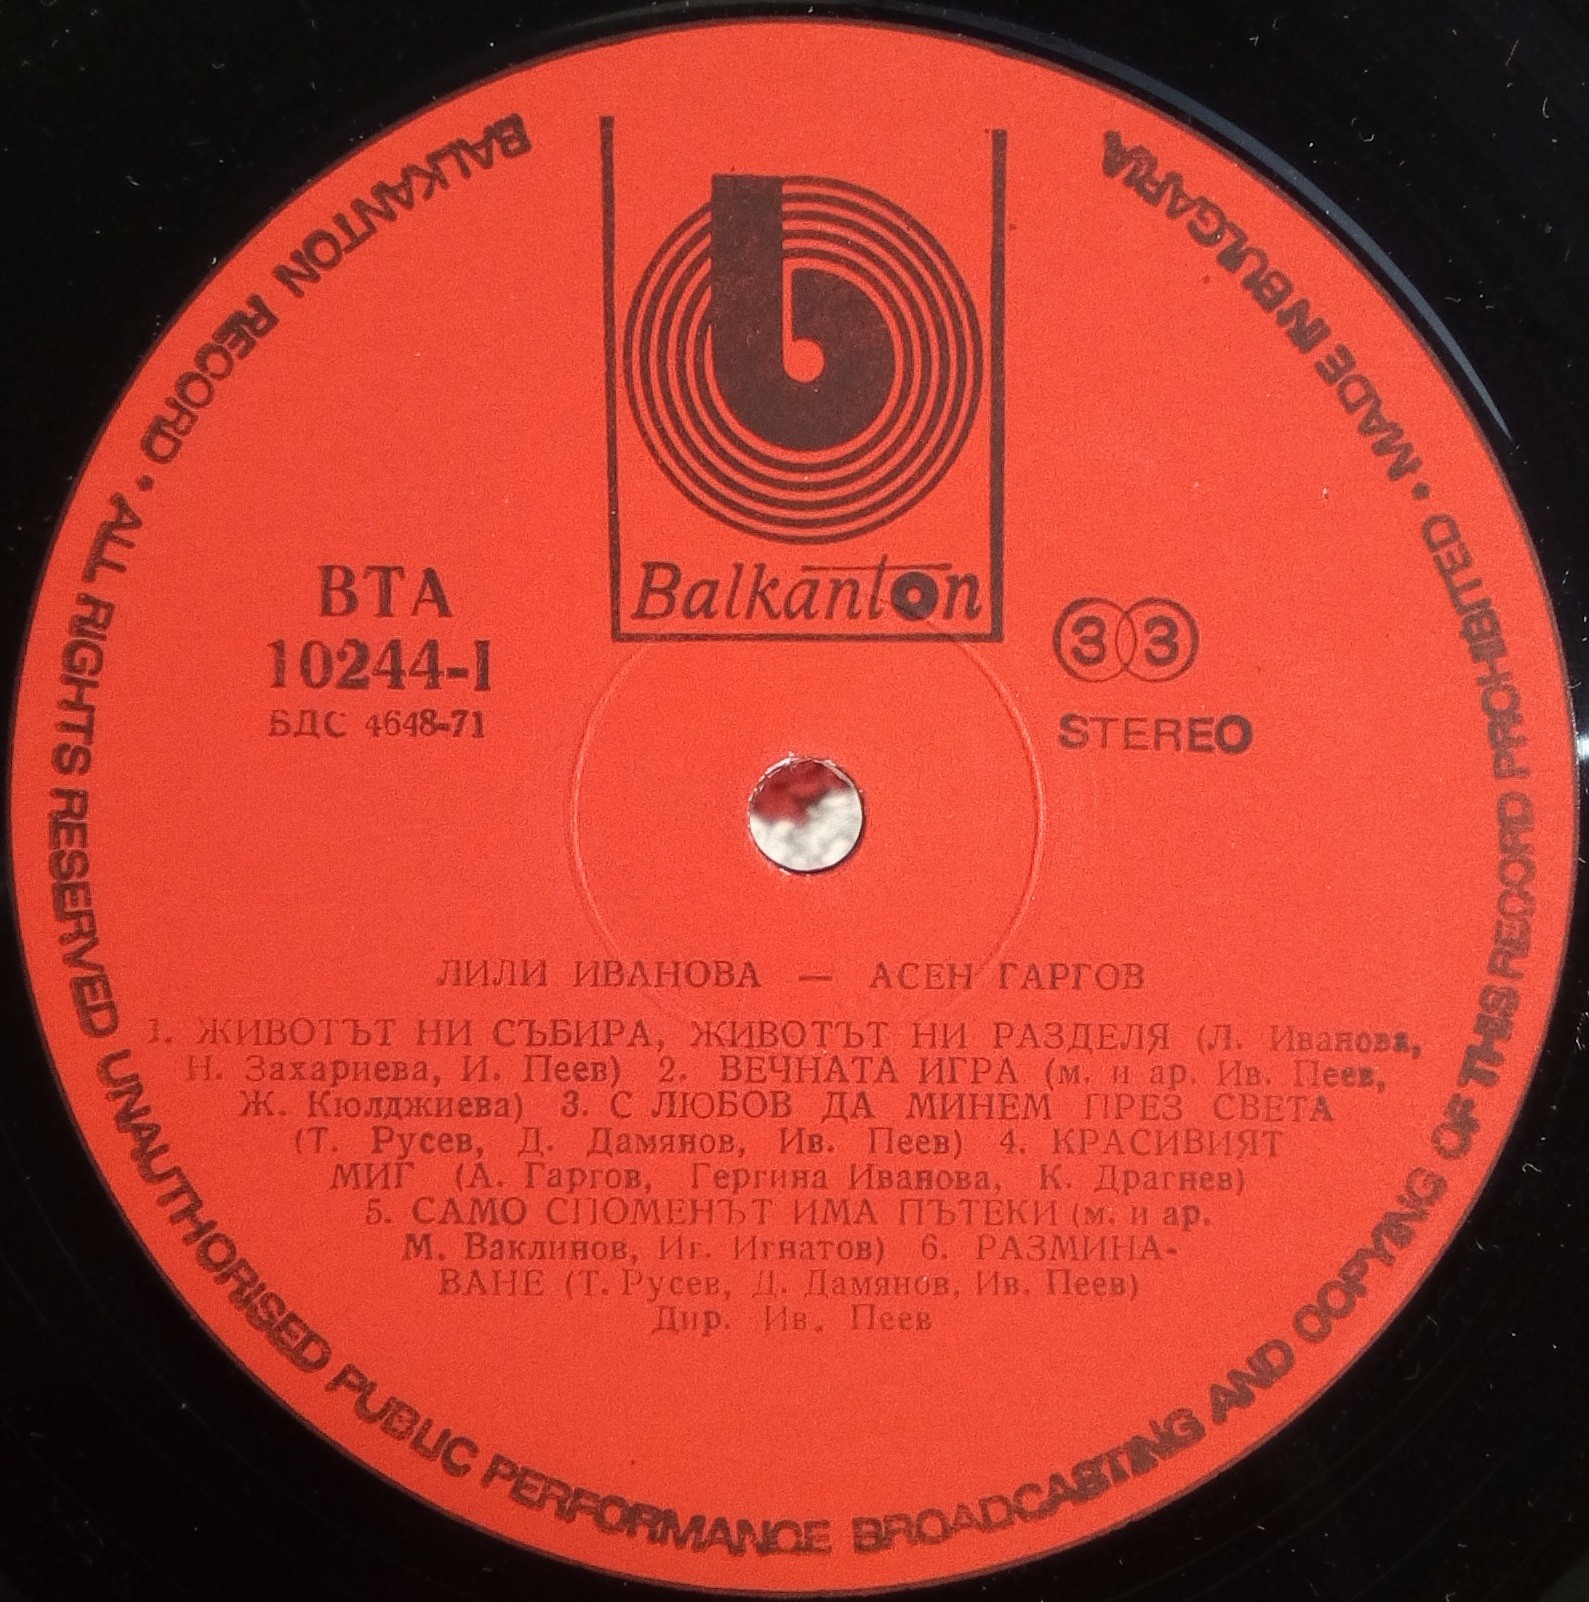 BALKANTON RECORD · ALL RIGHTS RESERVED UNAUTHORISED PUBLIC PERFORMANCE BROADCASTING AND COPYING OF THIS RECORD PROHIBITED · MADE IN BULGARIA
Balkanton
ВТА
10244-I
БДС 4648-71
33
STEREO
ЛИЛИ ИВАНОВА — АСЕН ГАРГОВ
1. ЖИВОТЪТ НИ СЪБИРА, ЖИВОТЪТ НИ РАЗДЕЛЯ (Л. Иванова,
Н. Захариева, И. Пеев) 2. ВЕЧНАТА ИГРА (м. и ар. Ив. Пеев,
Ж. Кюлджиева) 3. С ЛЮБОВ ДА МИНЕМ ПРЕЗ СВЕТА
(Т. Русев, Д. Дамянов, Ив. Пеев) 4. КРАСИВИЯТ
МИГ (А. Гаргов, Гергина Иванова, К. Драгнев)
5. САМО СПОМЕНЪТ ИМА ПЪТЕКИ (м. и ар.
М. Ваклинов, Иг. Игнатов) 6. РАЗМИНА-
ВАНЕ (Т. Русев, Д. Дамянов, Ив. Пеев)
Дир. Ив. Пеев